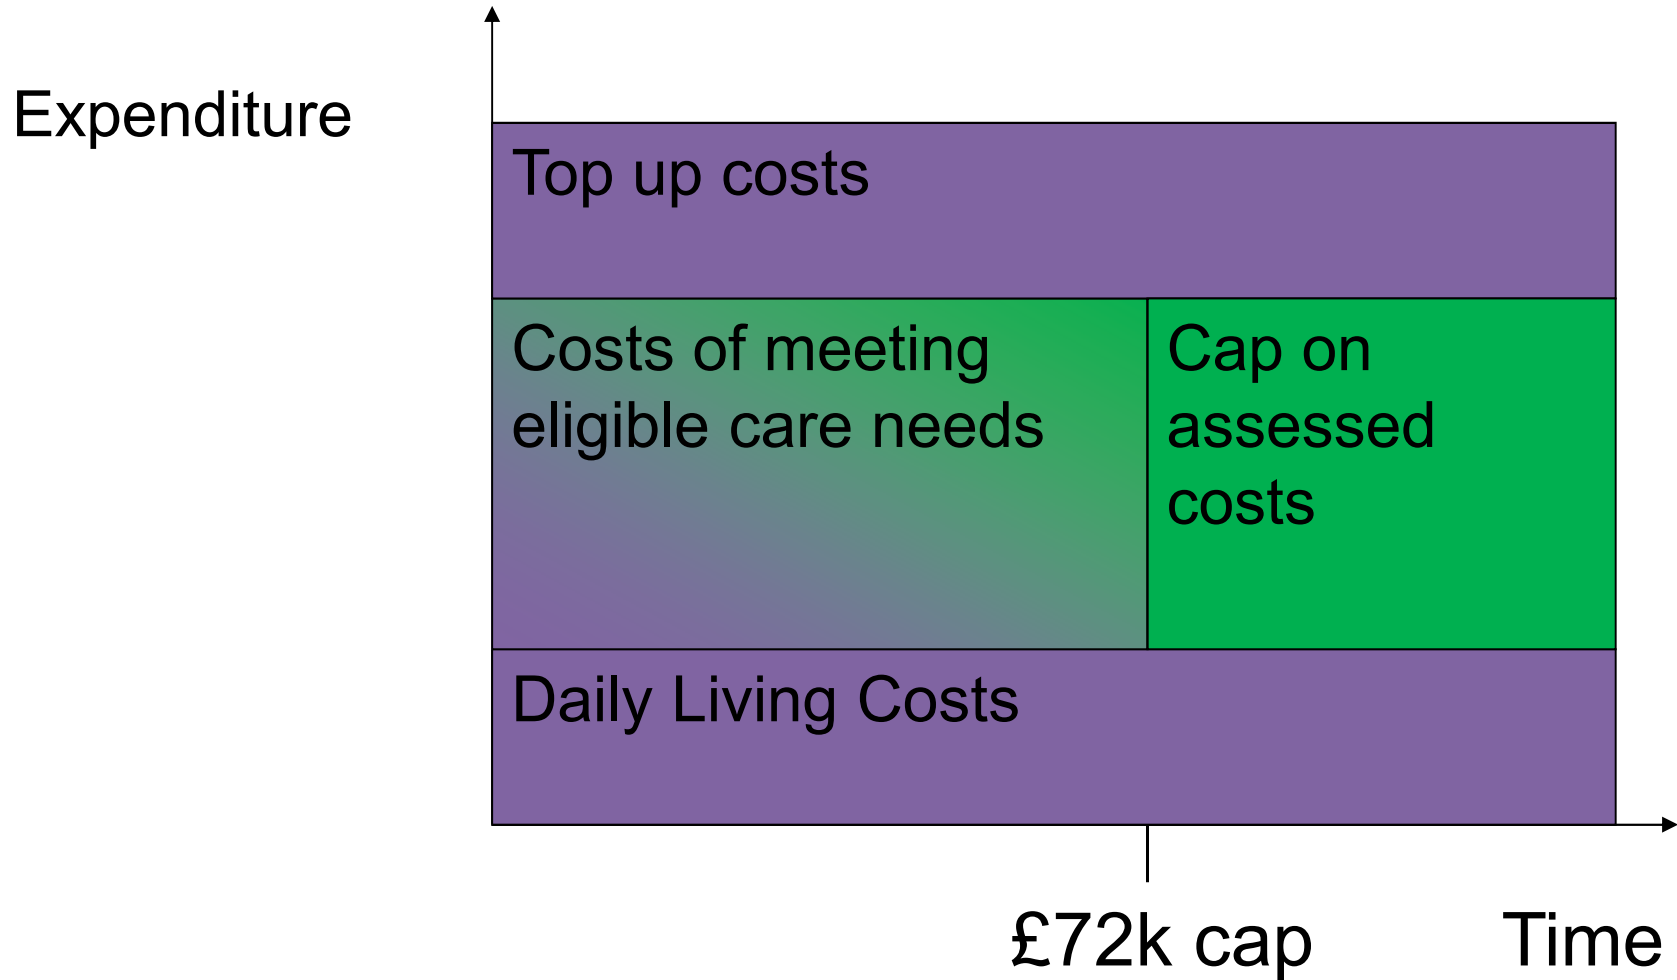 Expenditure
Top up costs
Costs of meeting
eligible care needs
Cap on
assessed
costs
Daily Living Costs
£72k cap
Time